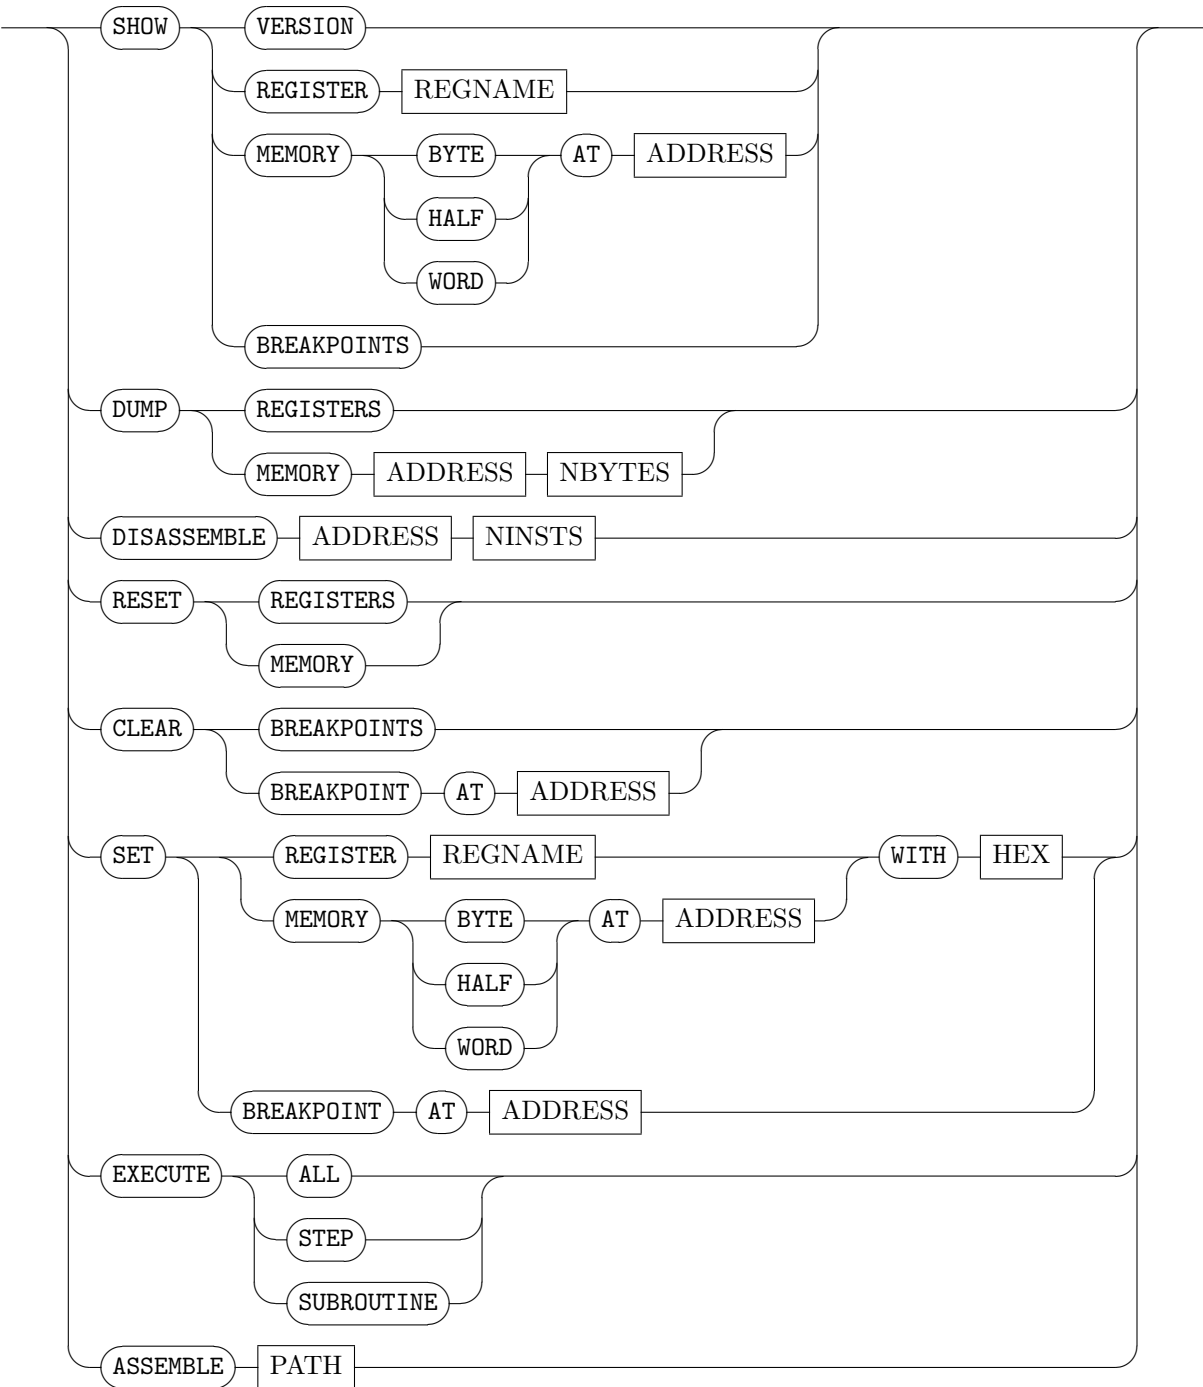 SHOW VERSION
REGISTER REGNAME
MEMORY BYTE AT ADDRESS
HALF
WORD
BREAKPOINTS
DUMP REGISTERS
MEMORY ADDRESS NBYTES
DISASSEMBLE ADDRESS NINSTS
RESET REGISTERS
MEMORY
CLEAR BREAKPOINTS
BREAKPOINT AT ADDRESS
SET REGISTER REGNAME WITH HEX
MEMORY BYTE AT ADDRESS
HALF
WORD
BREAKPOINT AT ADDRESS
EXECUTE ALL
STEP
SUBROUTINE
ASSEMBLE PATH